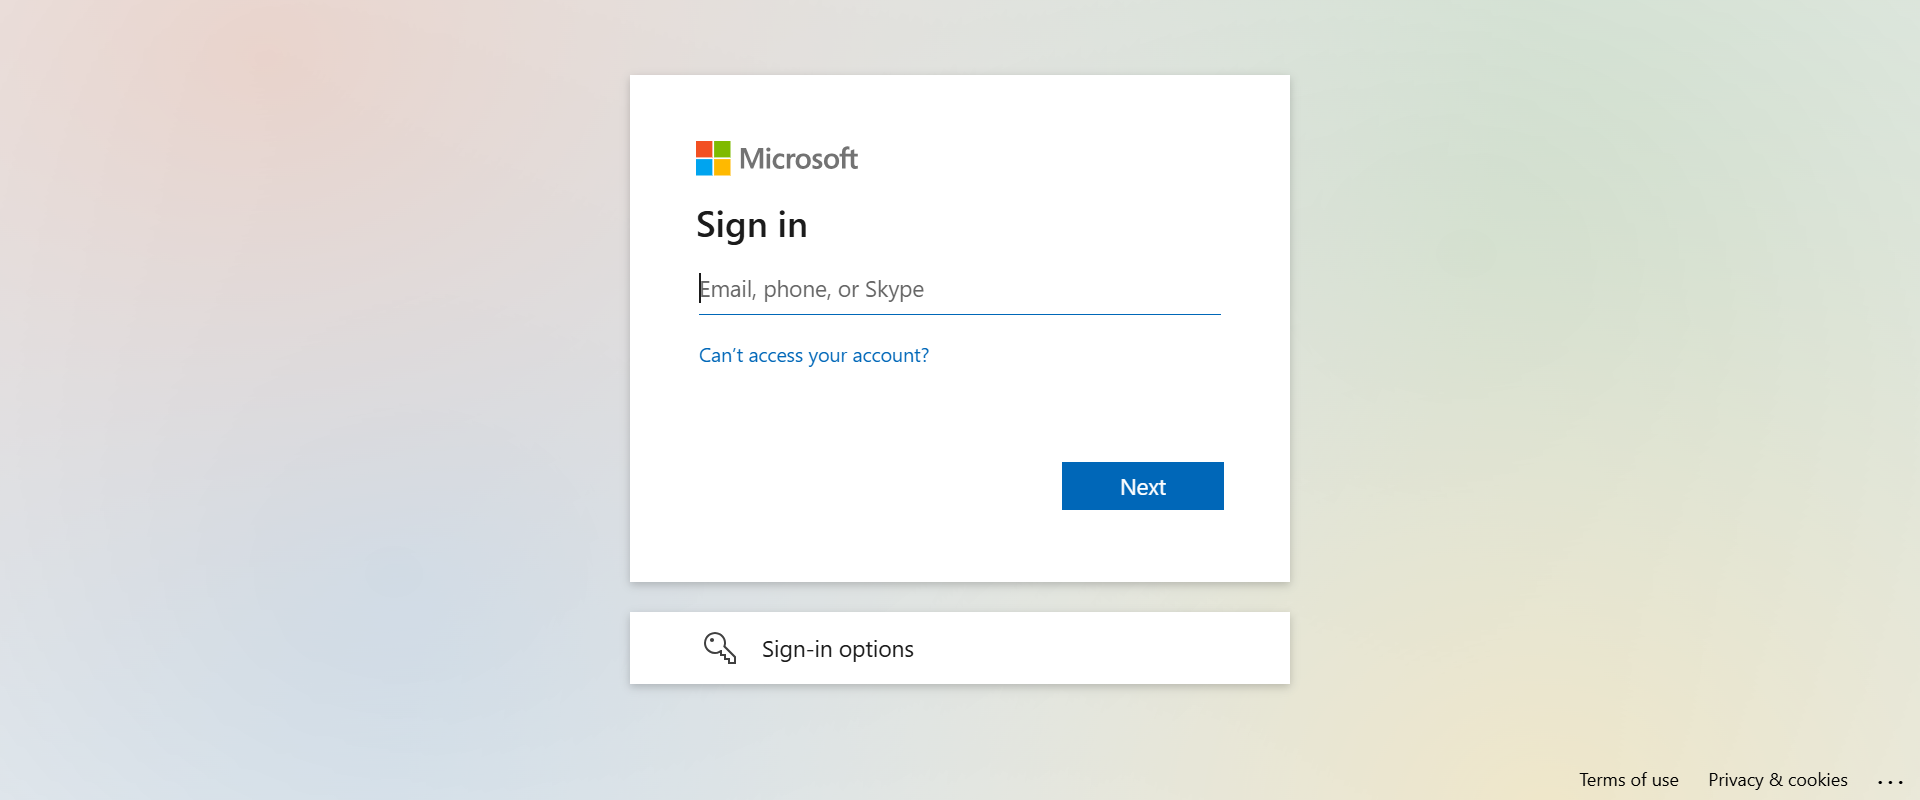 Microsoft
Sign in
Email, phone, or Skype
Can’t access your account?
Next
Sign-in options
Terms of use Privacy & cookies ...